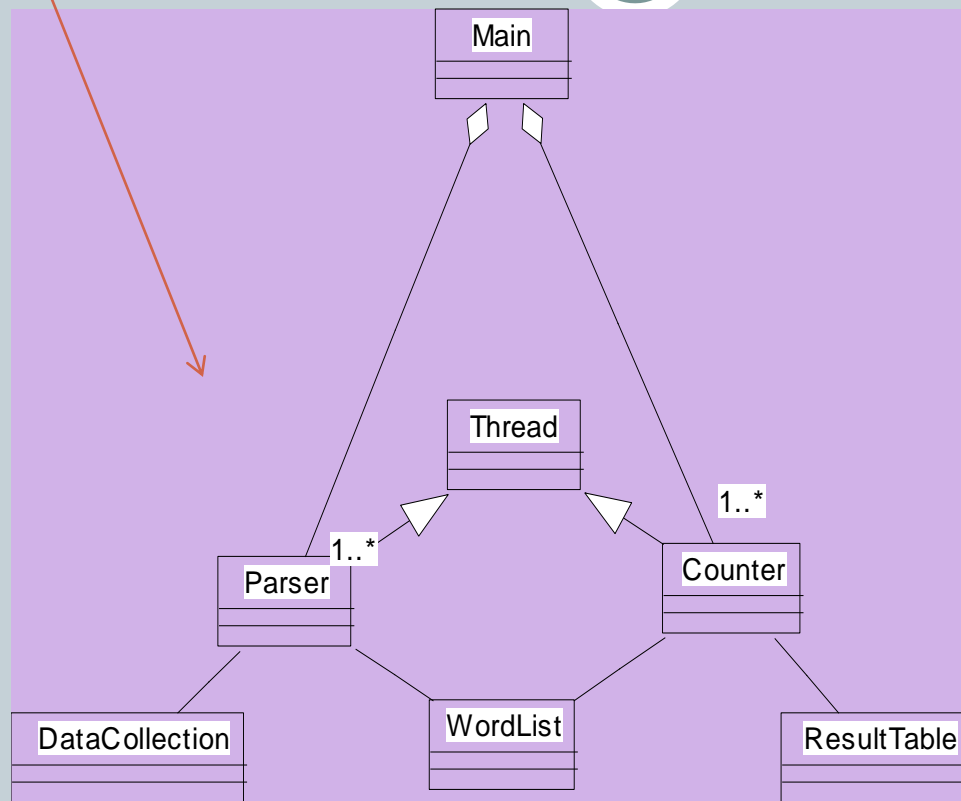 Main
Thread
1..*
1..*
Parser
Counter
DataCollection
WordList
ResultTable